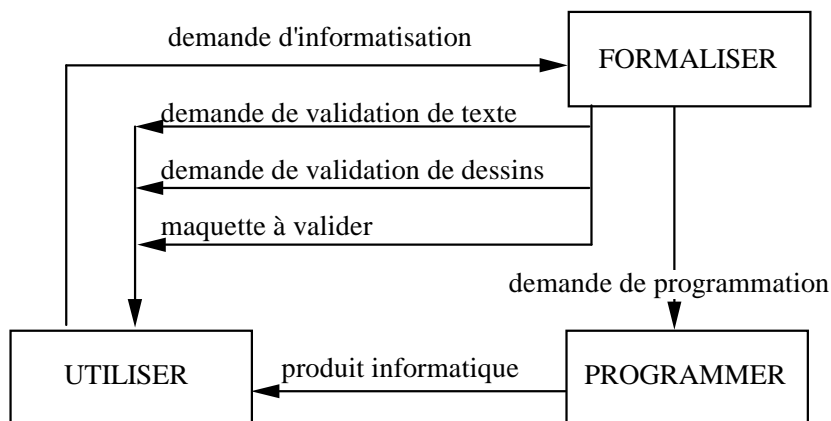 demande d'informatisation
FORMALISER
demande de validation de texte
demande de validation de dessins
maquette à valider
demande de programmation
UTILISER
produit informatique
PROGRAMMER